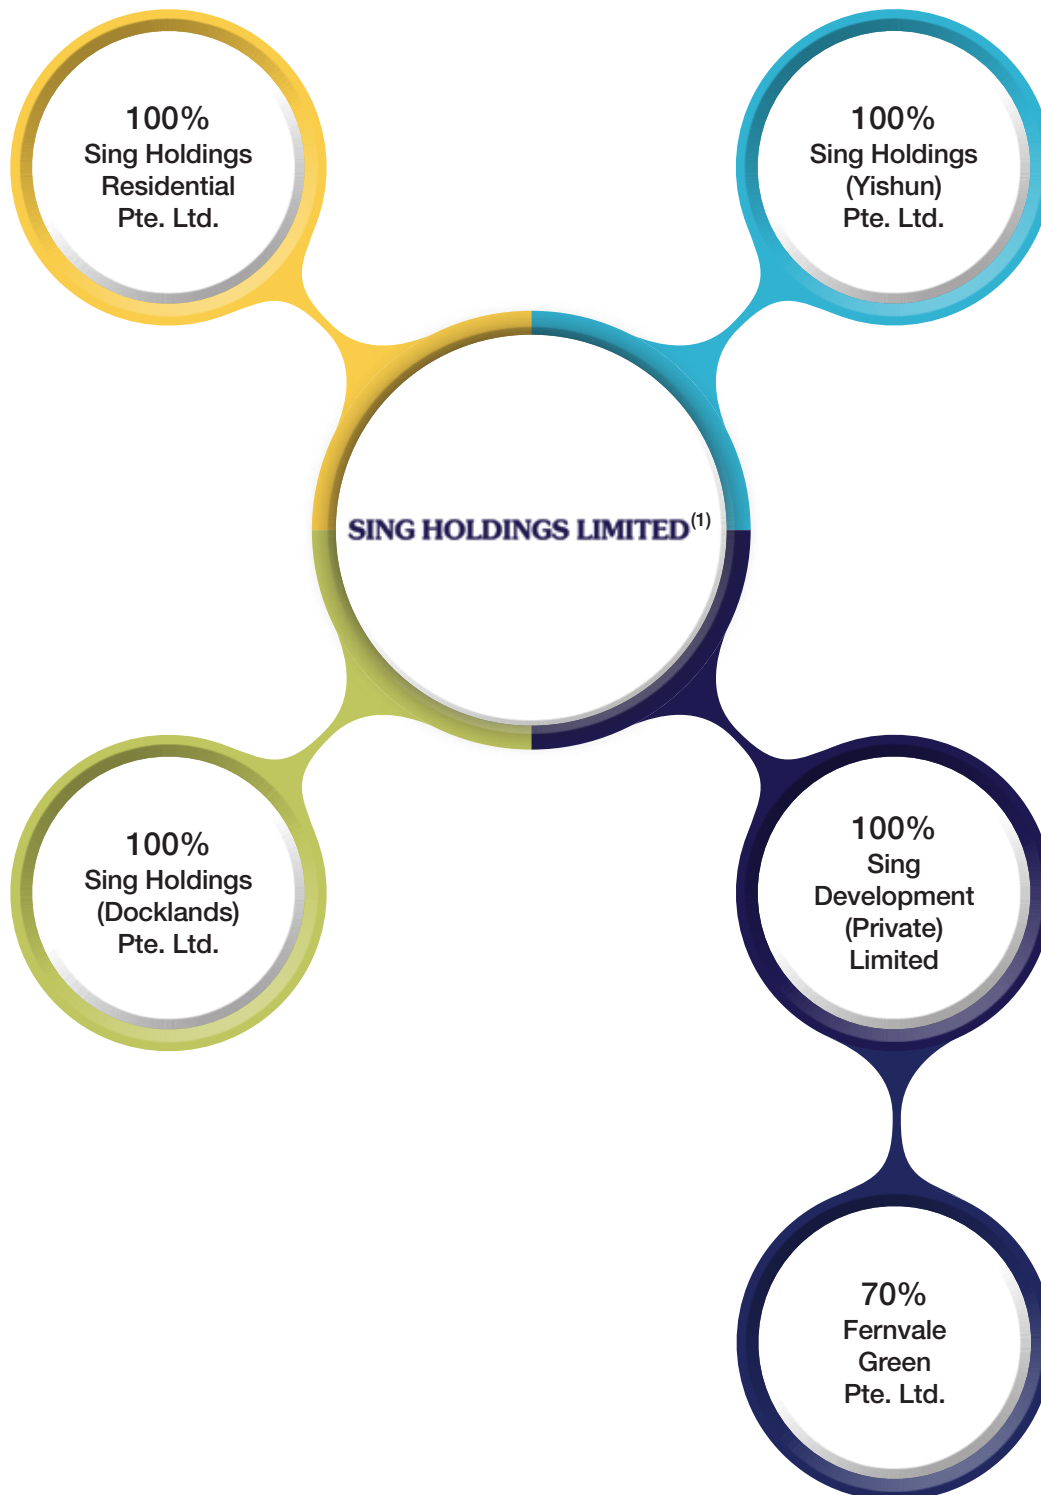 100%
Sing Holdings
Residential
Pte. Ltd.
100%
Sing Holdings
(Yishun)
Pte. Ltd.
SING HOLDINGS LIMITED(1)
100%
Sing Holdings
(Docklands)
Pte. Ltd.
100%
Sing
Development
(Private)
Limited
70%
Fernvale
Green
Pte. Ltd.